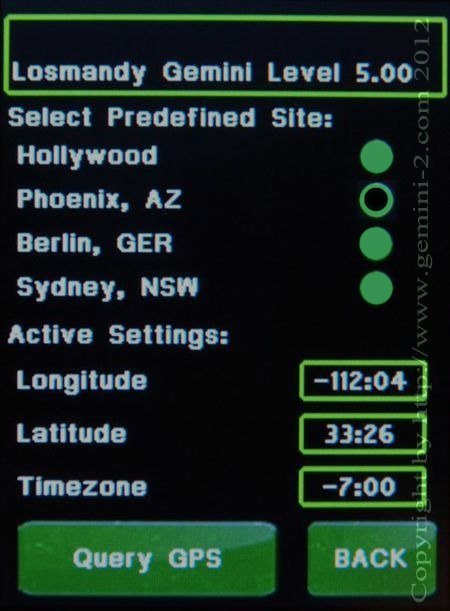 Losmandy Gemini Level 5.00
Select Predefined Site:
Hollywood
Phoenix, AZ
Berlin, GER
Sydney, NSW
Active Settings:
Longitude -112:04
Latitude 33:26
Timezone -7:00
Query GPS BACK
Copyright by http://www.gemini-2.com 2012